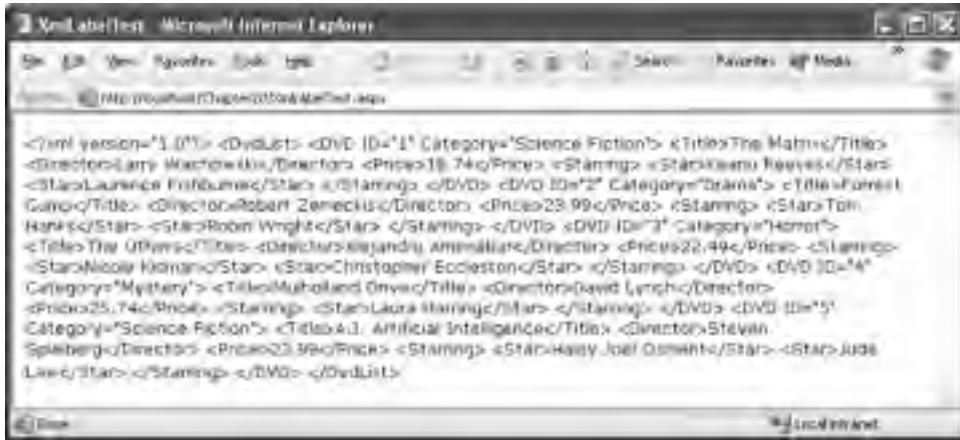 XmlLabelTest - Microsoft Internet Explorer
File Edit View Favorites Tools Help Search Favorites Media
<?xml version="1.0"?> <DvdList> <DVD ID="1" Category="Science Fiction"> <Title>The Matrix</Title>
<Director>Larry Wachowski</Director> <Price>18.74</Price> <Starring> <Star>Keanu Reeves</Star>
<Star>Laurence Fishburne</Star> </Starring> </DVD> <DVD ID="2" Category="Drama"> <Title>Forrest
Gump</Title> <Director>Robert Zemeckis</Director> <Price>23.99</Price> <Starring> <Star>Tom
Hanks</Star> <Star>Robin Wright</Star> </Starring> </DVD> <DVD ID="3" Category="Horror">
<Title>The Others</Title> <Director>Alejandro Amenábar</Director> <Price>22.49</Price> <Starring>
<Star>Nicole Kidman</Star> <Star>Christopher Eccleston</Star> </Starring> </DVD> <DVD ID="4"
Category="Mystery"> <Title>Mulholland Drive</Title> <Director>David Lynch</Director>
<Price>25.74</Price> <Starring> <Star>Laura Harring</Star> </Starring> </DVD> <DVD ID="5"
Category="Science Fiction"> <Title>A.I. Artificial Intelligence</Title> <Director>Steven
Spielberg</Director> <Price>23.99</Price> <Starring> <Star>Haley Joel Osment</Star> <Star>Jude
Law</Star> </Starring> </DVD> </DvdList>
Done Local intranet